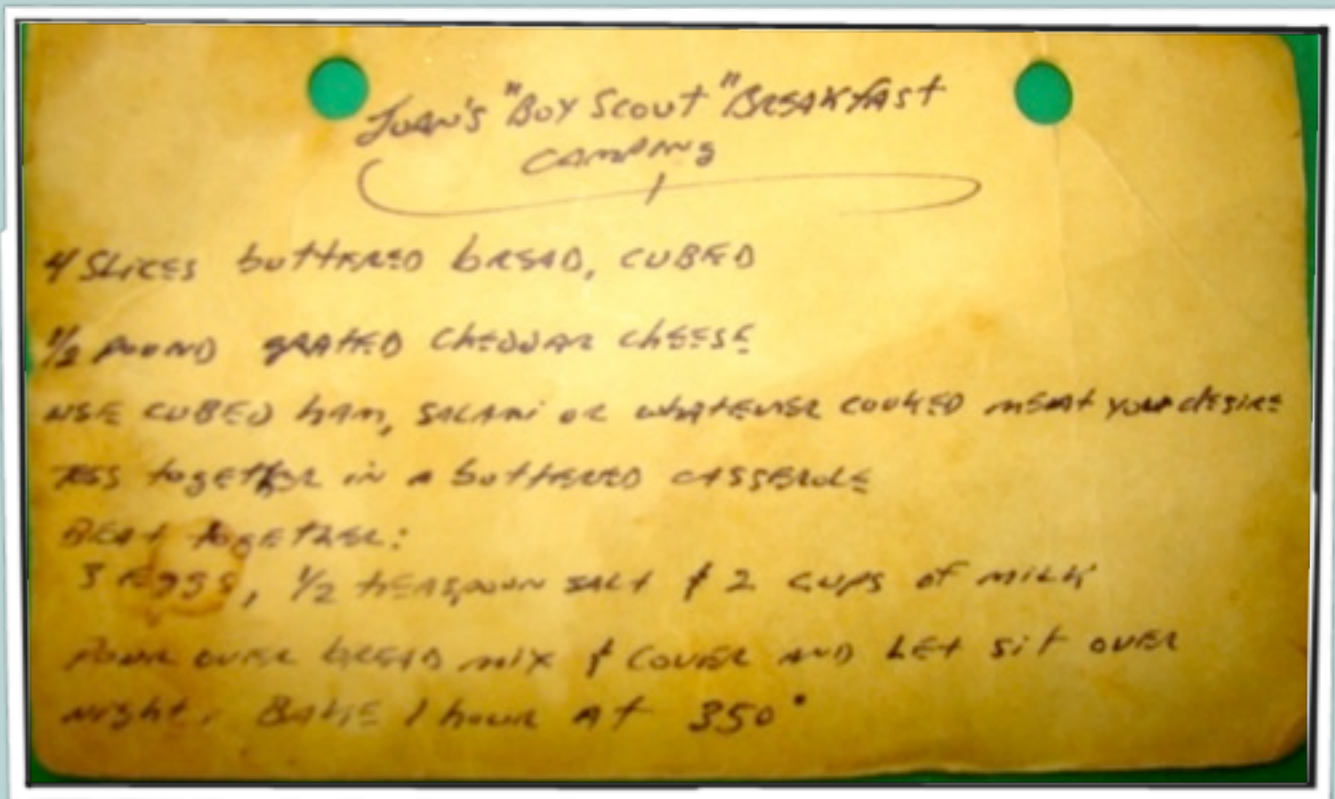 Juan's "Boy Scout" Breakfast
Camping
4 Slices buttered bread, cubed
1/2 pound grated cheddar cheese
use cubed ham, salami or whatever cooked meat your desire
Toss together in a buttered casserole
Beat together:
3 eggs, 1/2 teaspoon salt & 2 cups of milk
Pour over bread mix & cover and let sit over
night. Bake 1 hour at 350°